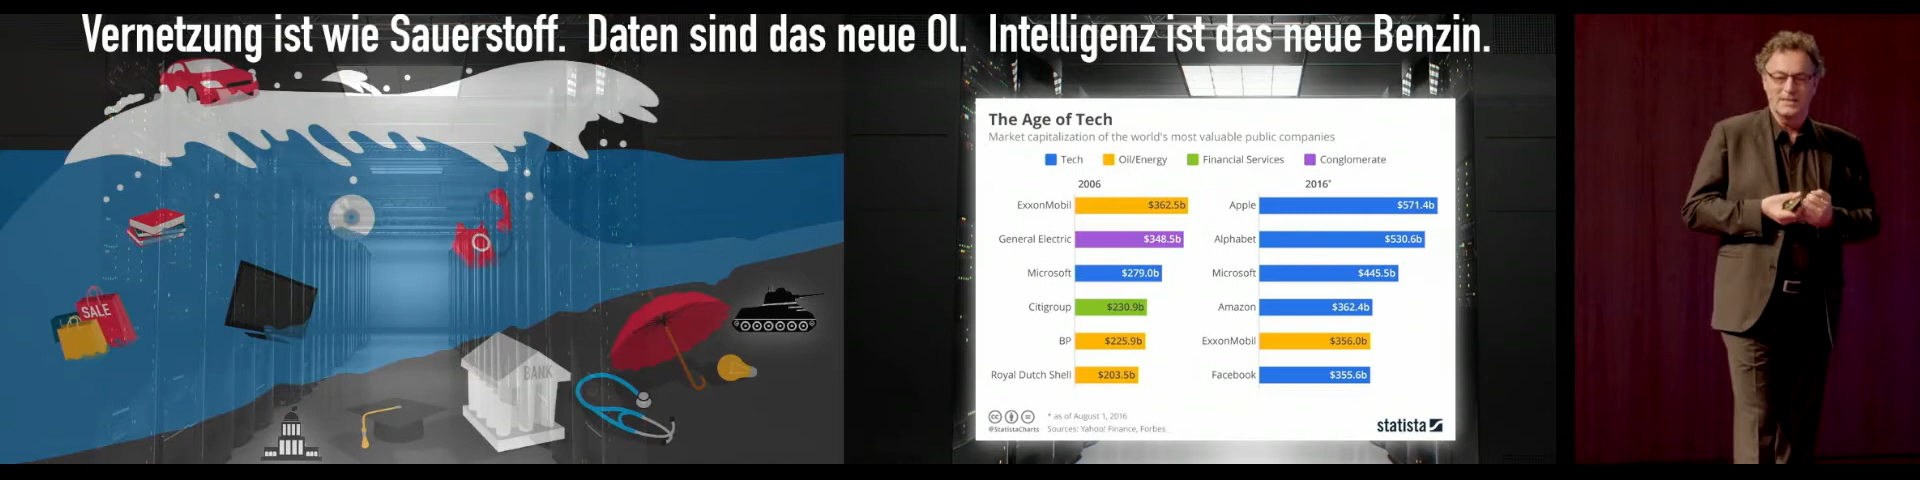 Vernetzung ist wie Sauerstoff. Daten sind das neue Öl. Intelligenz ist das neue Benzin.
SALE
BANK
The Age of Tech
Market capitalization of the world's most valuable public companies
Tech Oil/Energy Financial Services Conglomerate
2006 2016*
ExxonMobil $362.5b Apple $571.4b
General Electric $348.5b Alphabet $530.6b
Microsoft $279.0b Microsoft $445.5b
Citigroup $230.9b Amazon $362.4b
BP $225.9b ExxonMobil $356.0b
Royal Dutch Shell $203.5b Facebook $355.6b
* as of August 1, 2016
@StatistaCharts Sources: Yahoo! Finance, Forbes
statista